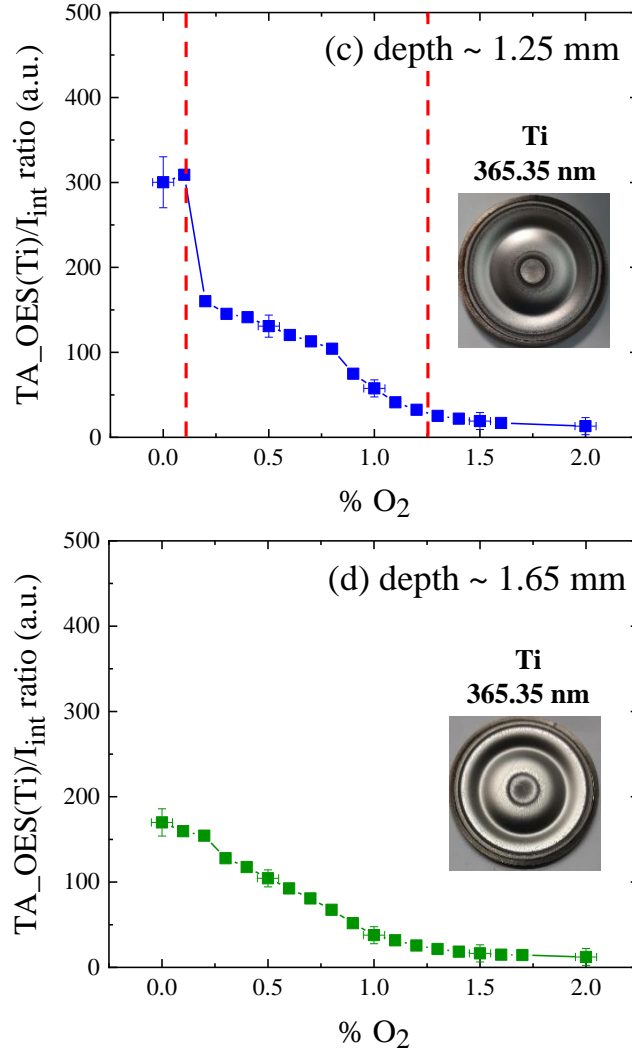 500
(c) depth ~ 1.25 mm
400
Ti
365.35 nm
300
200
100
0
TA_OES(Ti)/I_int ratio (a.u.)
0.0 0.5 1.0 1.5 2.0
% O₂
500
(d) depth ~ 1.65 mm
400
Ti
365.35 nm
300
200
100
0
TA_OES(Ti)/I_int ratio (a.u.)
0.0 0.5 1.0 1.5 2.0
% O₂